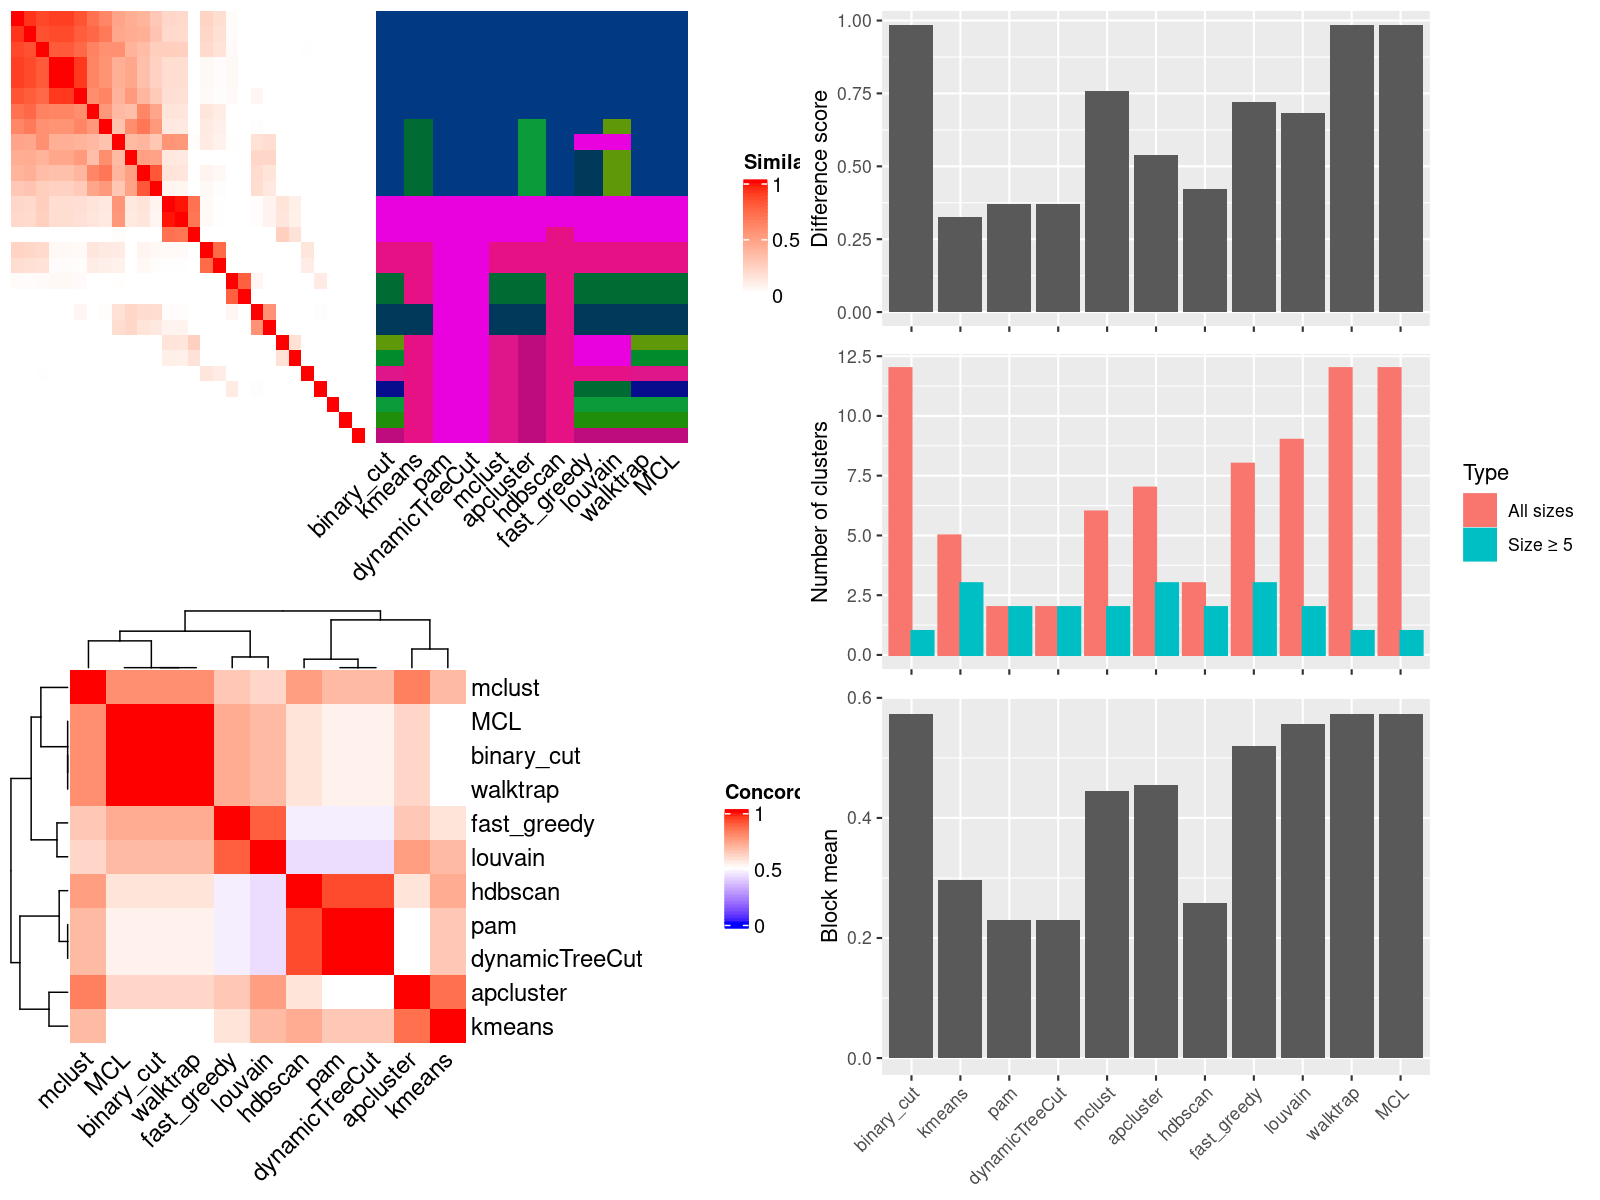 Simila
1
0.5
0
binary_cut
kmeans
pam
dynamicTreeCut
mclust
apcluster
hdbscan
fast_greedy
louvain
walktrap
MCL
Difference score
1.00
0.75
0.50
0.25
0.00
Number of clusters
12.5
10.0
7.5
5.0
2.5
0.0
Type
All sizes
Size ≥ 5
mclust
MCL
binary_cut
walktrap
fast_greedy
louvain
hdbscan
pam
dynamicTreeCut
apcluster
kmeans
Concord
1
0.5
0
mclust
MCL
binary_cut
walktrap
fast_greedy
louvain
hdbscan
pam
dynamicTreeCut
apcluster
kmeans
Block mean
0.6
0.4
0.2
0.0
binary_cut
kmeans
pam
dynamicTreeCut
mclust
apcluster
hdbscan
fast_greedy
louvain
walktrap
MCL